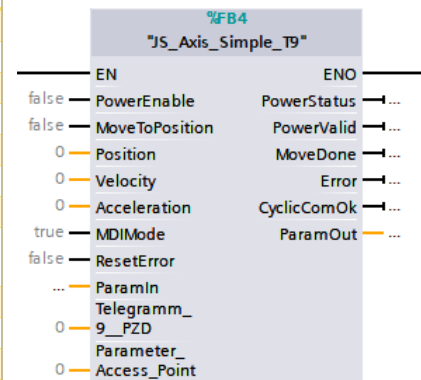 %FB4
"JS_Axis_Simple_T9"
EN ENO
false PowerEnable PowerStatus ...
false MoveToPosition PowerValid ...
0 Position MoveDone ...
0 Velocity Error ...
0 Acceleration CyclicComOk ...
true MDIMode ParamOut ...
false ResetError
... ParamIn
Telegramm_
0 9__PZD
Parameter_
0 Access_Point